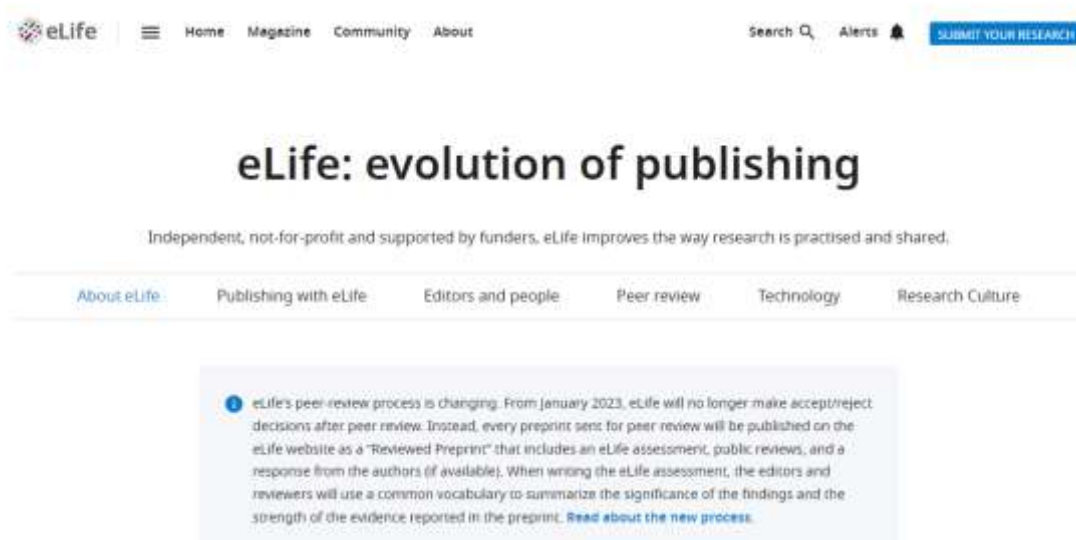 eLife Home Magazine Community About Search Alerts SUBMIT YOUR RESEARCH
eLife: evolution of publishing
Independent, not-for-profit and supported by funders, eLife improves the way research is practised and shared.
About eLife Publishing with eLife Editors and people Peer review Technology Research Culture
eLife's peer-review process is changing. From January 2023, eLife will no longer make accept/reject
decisions after peer review. Instead, every preprint sent for peer review will be published on the
eLife website as a "Reviewed Preprint" that includes an eLife assessment, public reviews, and a
response from the authors (if available). When writing the eLife assessment, the editors and
reviewers will use a common vocabulary to summarize the significance of the findings and the
strength of the evidence reported in the preprint. Read about the new process.